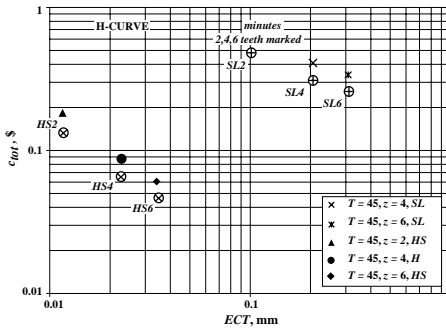 1
H-CURVE
minutes
2,4,6 teeth marked
SL2
SL4
SL6
HS2
0.1
HS4
HS6
c_tot, $
T = 45, z = 4, SL
T = 45, z = 6, SL
T = 45, z = 2, HS
T = 45, z = 4, H
T = 45, z = 6, HS
0.01
0.01
0.1
1
ECT, mm